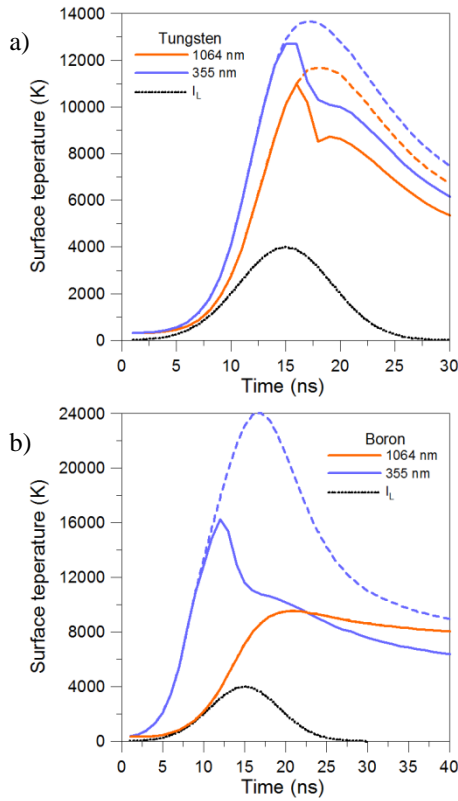 a)
Surface teperature (K)
14000
12000
10000
8000
6000
4000
2000
0
Tungsten
1064 nm
355 nm
I_L
0 5 10 15 20 25 30
Time (ns)
b)
Surface teperature (K)
24000
20000
16000
12000
8000
4000
0
Boron
1064 nm
355 nm
I_L
0 5 10 15 20 25 30 35 40
Time (ns)